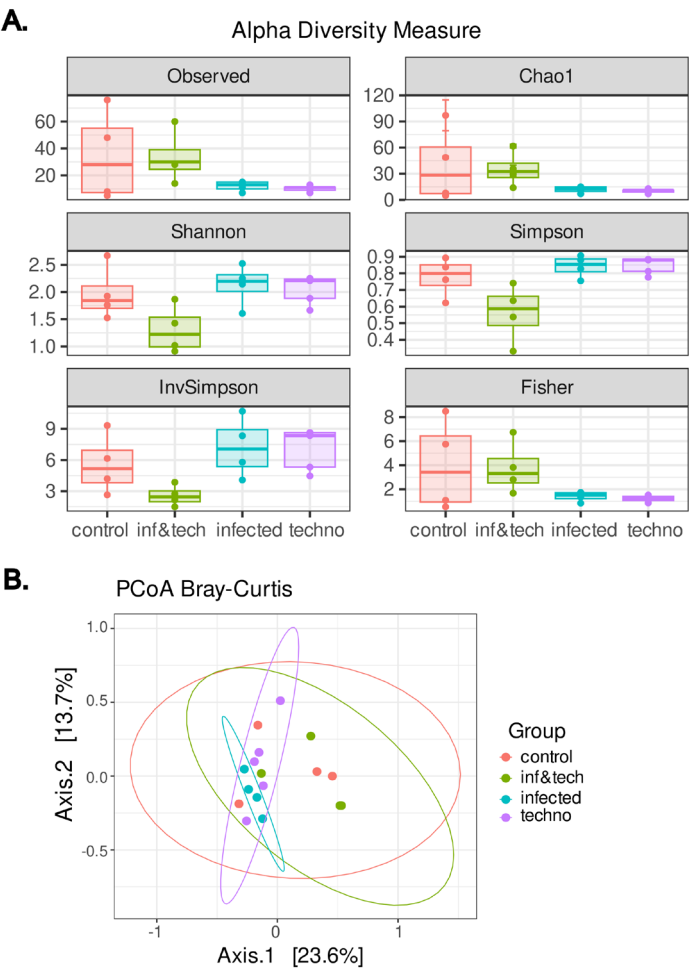 A.
Alpha Diversity Measure
Observed
Chao1
60
40
20
120
90
60
30
0
Shannon
Simpson
2.5
2.0
1.5
1.0
0.9
0.8
0.7
0.6
0.5
0.4
InvSimpson
Fisher
9
6
3
8
6
4
2
control inf&tech infected techno
control inf&tech infected techno
B.
PCoA Bray-Curtis
1.0
0.5
0.0
-0.5
Axis.2 [13.7%]
-1 0 1
Axis.1 [23.6%]
Group
control
inf&tech
infected
techno